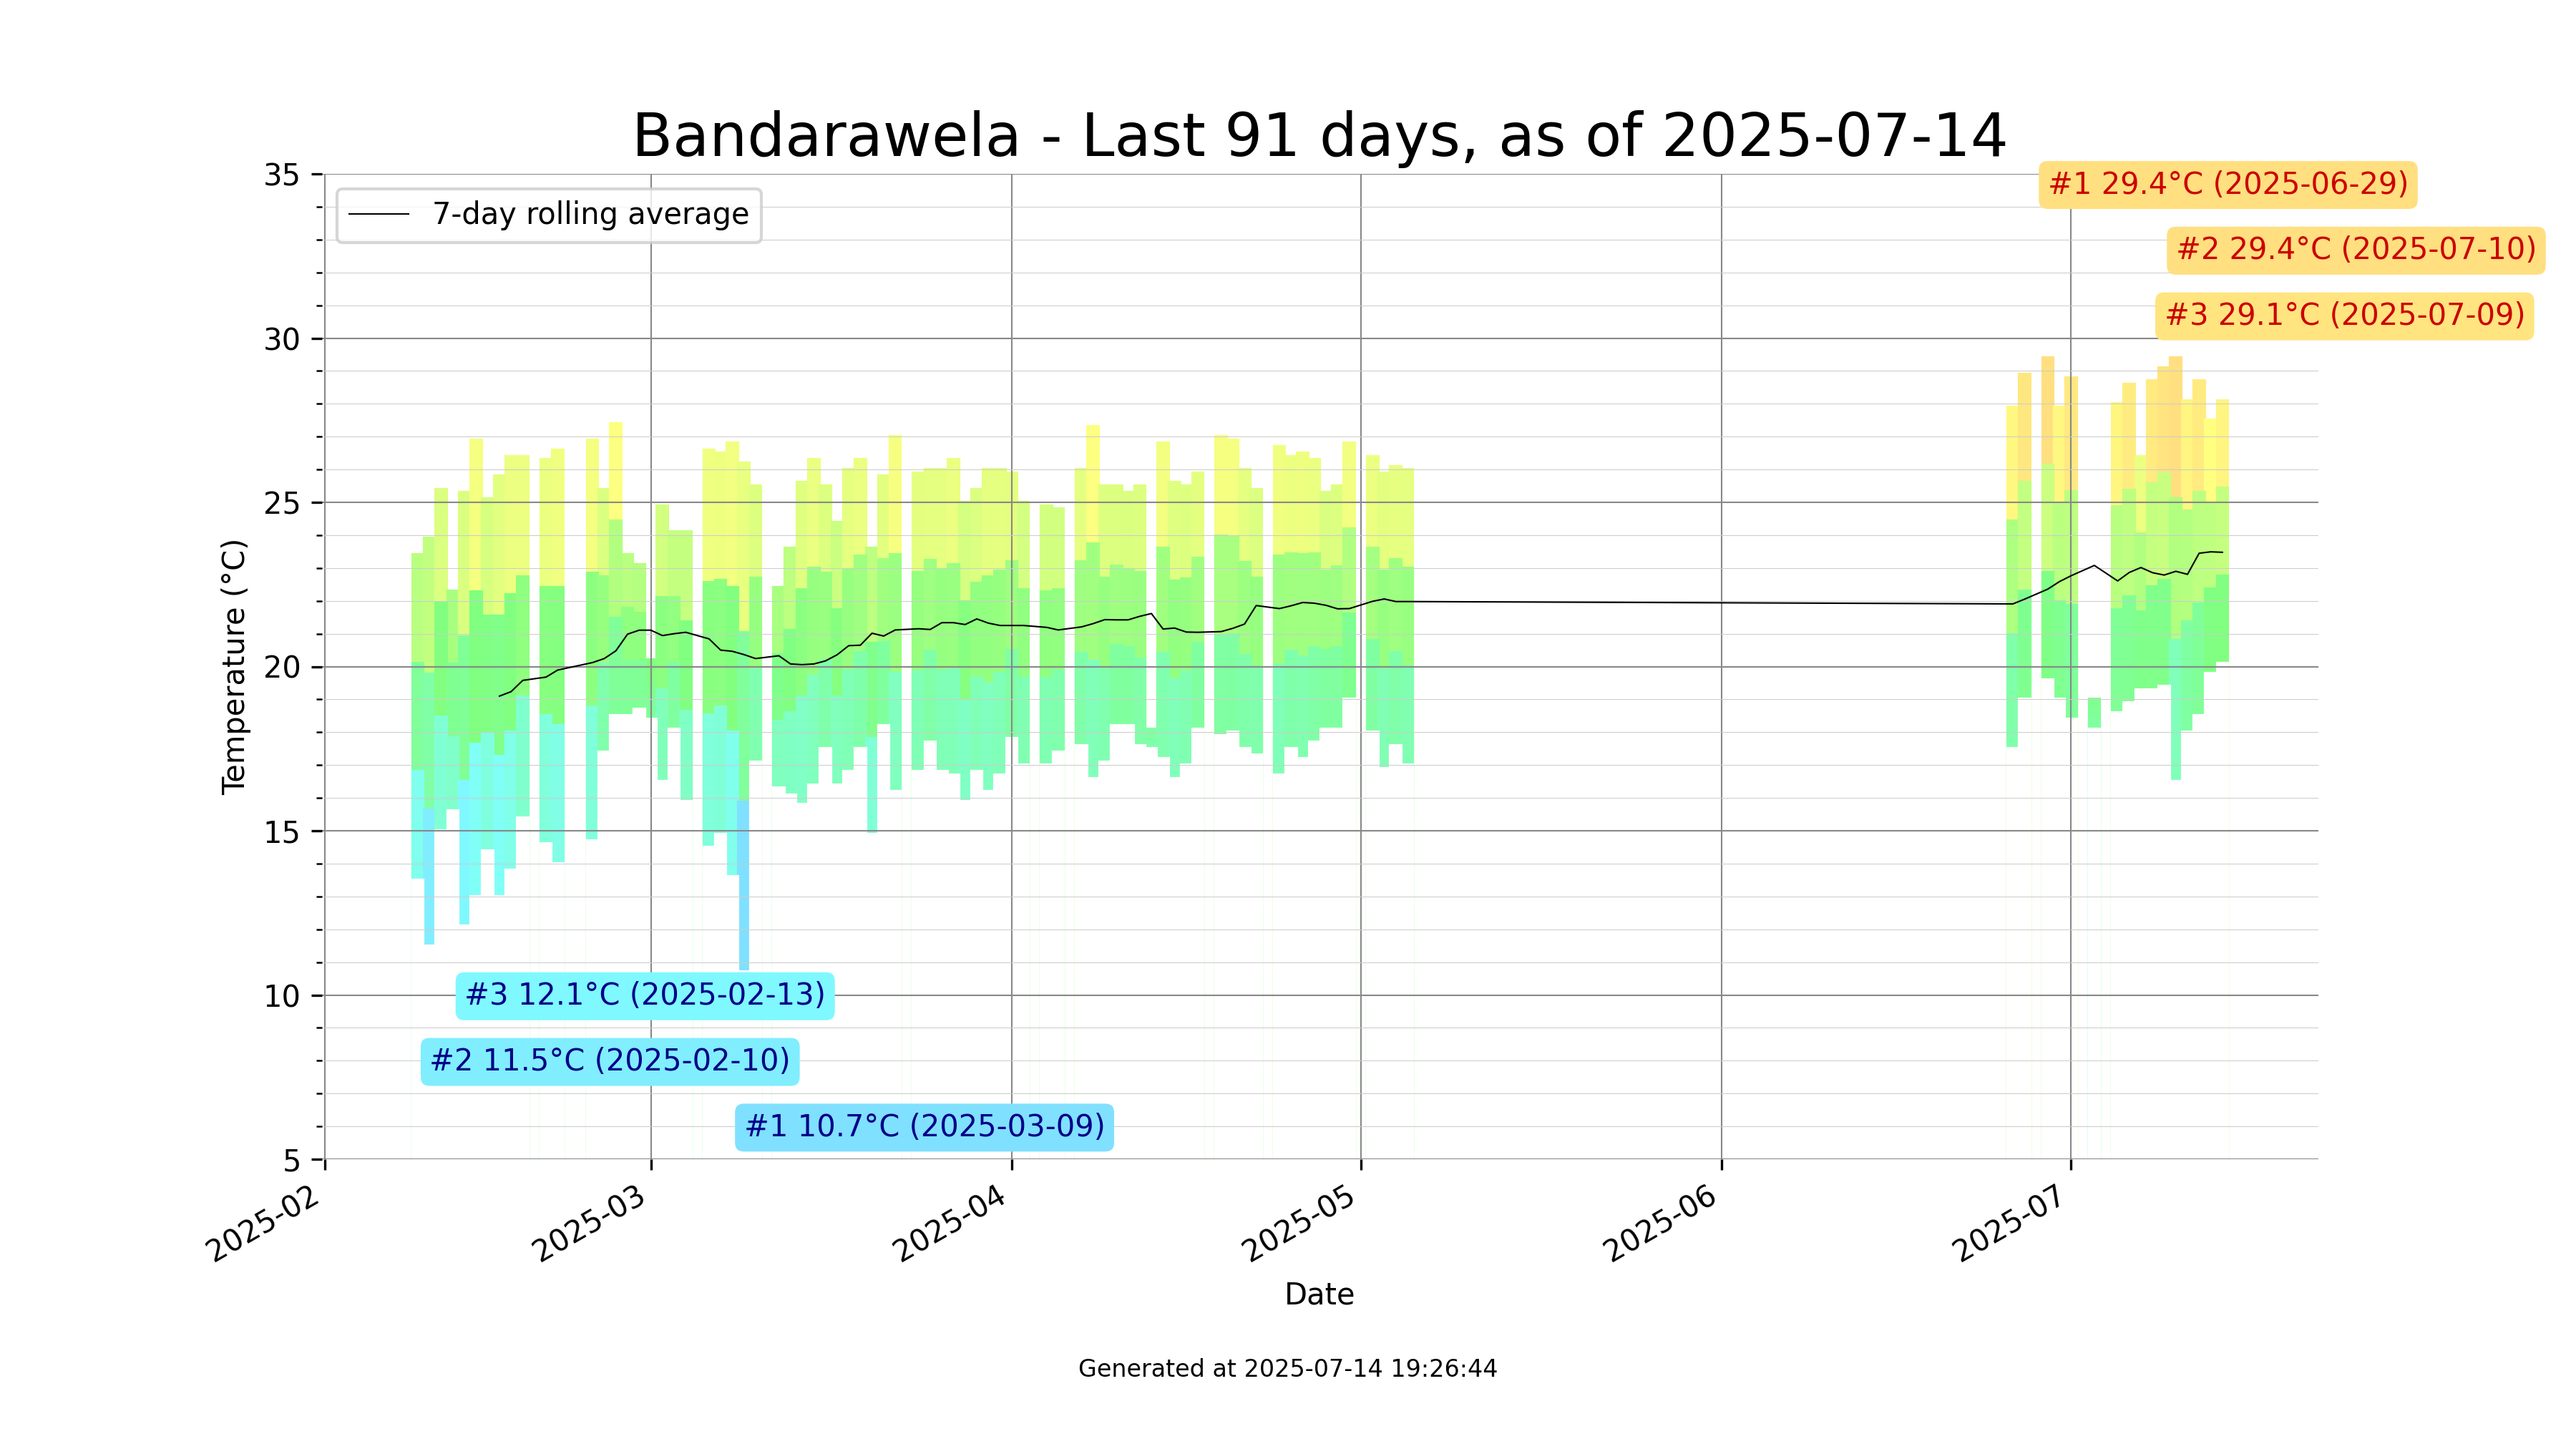 Bandarawela - Last 91 days, as of 2025-07-14
35
30
25
20
15
10
5
Temperature (°C)
7-day rolling average
#1 29.4°C (2025-06-29)
#2 29.4°C (2025-07-10)
#3 29.1°C (2025-07-09)
#3 12.1°C (2025-02-13)
#2 11.5°C (2025-02-10)
#1 10.7°C (2025-03-09)
2025-02
2025-03
2025-04
2025-05
2025-06
2025-07
Date
Generated at 2025-07-14 19:26:44